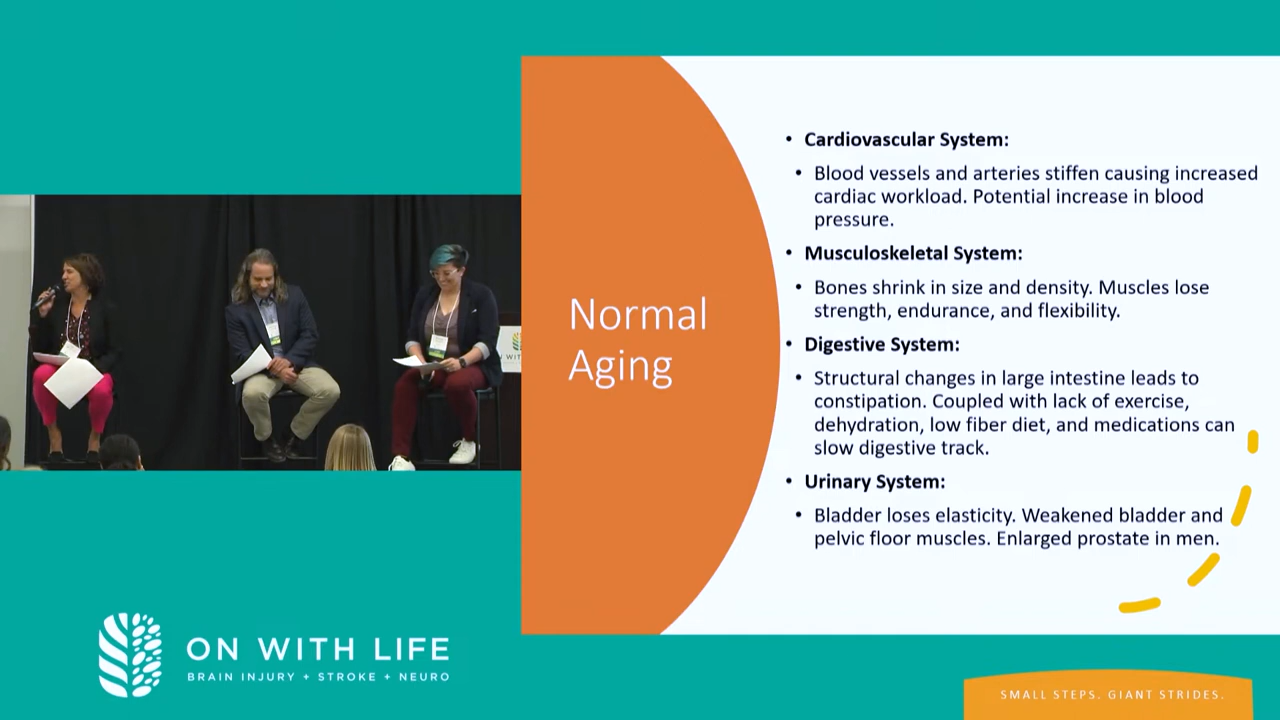 Normal
Aging
• Cardiovascular System:
• Blood vessels and arteries stiffen causing increased
cardiac workload. Potential increase in blood
pressure.
• Musculoskeletal System:
• Bones shrink in size and density. Muscles lose
strength, endurance, and flexibility.
• Digestive System:
• Structural changes in large intestine leads to
constipation. Coupled with lack of exercise,
dehydration, low fiber diet, and medications can
slow digestive track.
• Urinary System:
• Bladder loses elasticity. Weakened bladder and
pelvic floor muscles. Enlarged prostate in men.
ON WITH LIFE
BRAIN INJURY + STROKE + NEURO
SMALL STEPS. GIANT STRIDES.